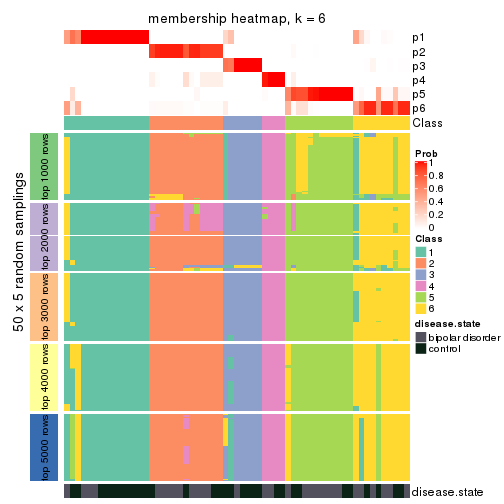 membership heatmap, k = 6
p1
p2
p3
p4
p5
p6
Class
50 x 5 random samplings
top 1000 rows
top 2000 rows
top 3000 rows
top 4000 rows
top 5000 rows
Prob
1
0.8
0.6
0.4
0.2
0
Class
1
2
3
4
5
6
disease.state
bipolar disorder
control
disease.state